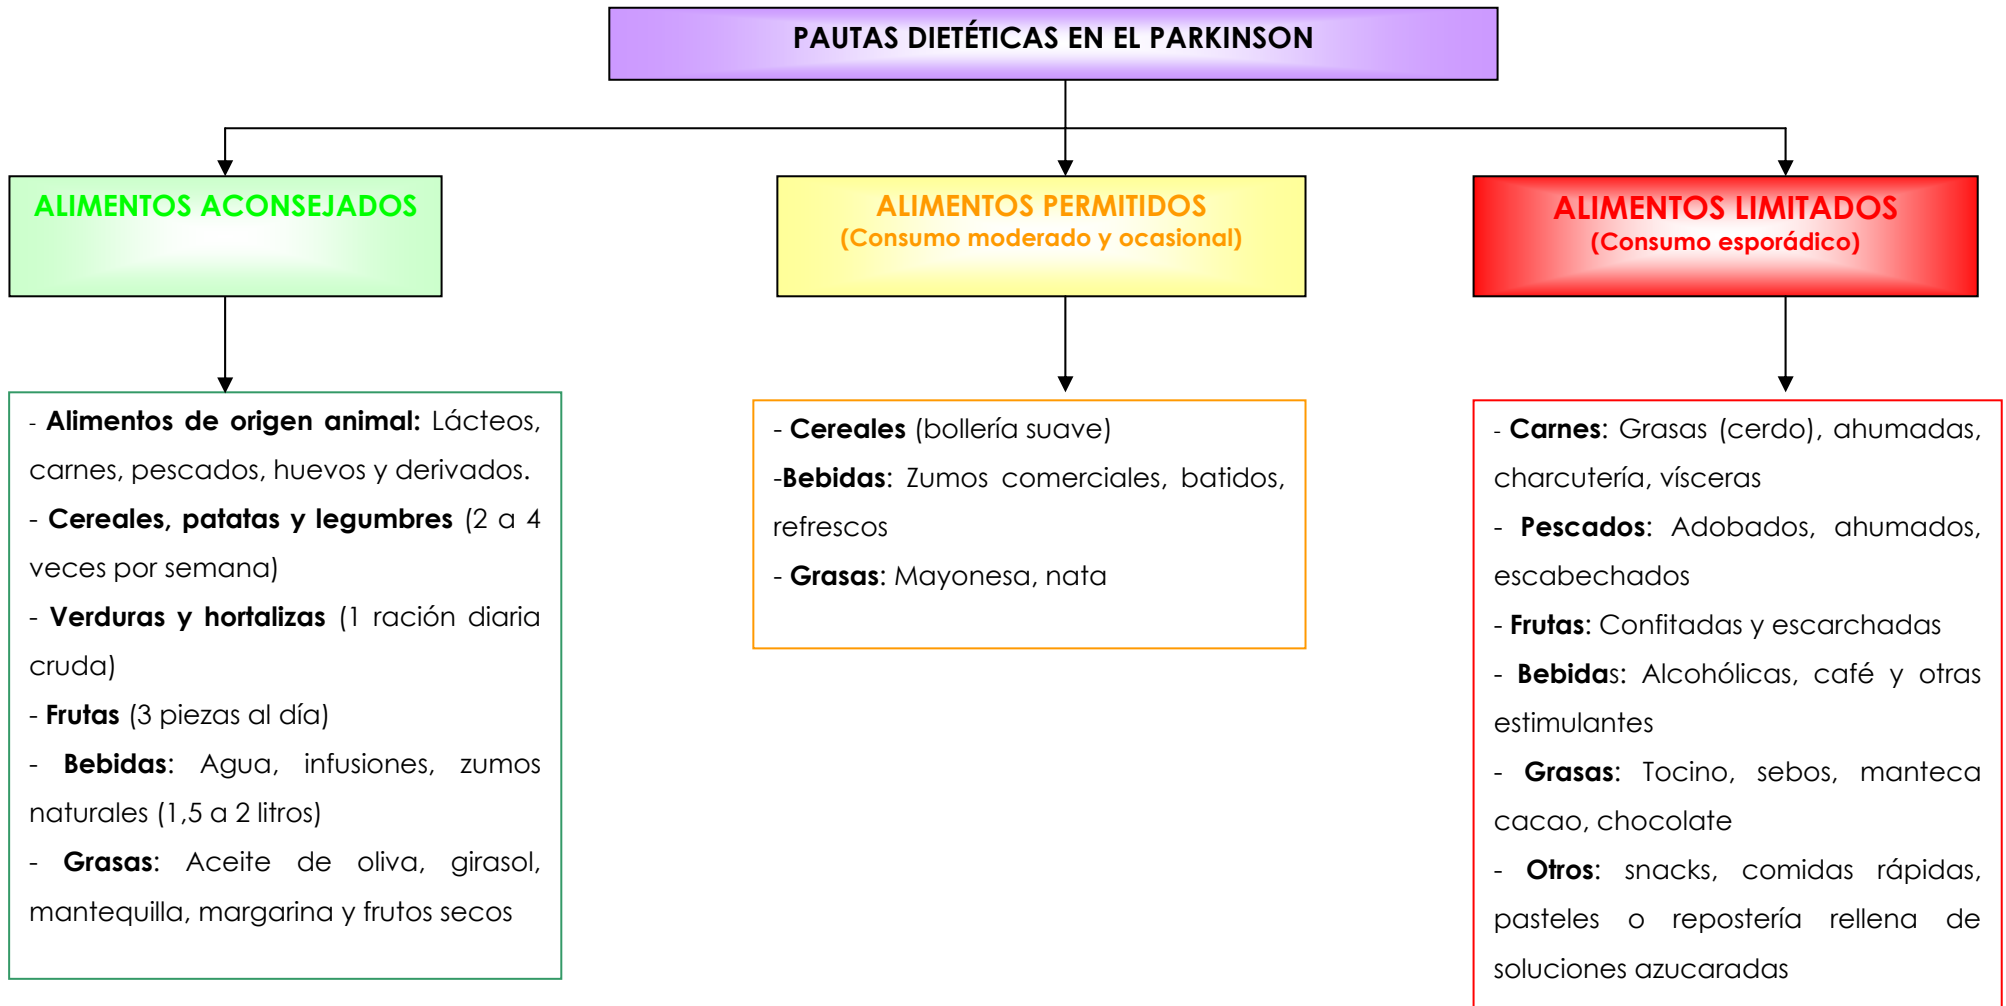 PAUTAS DIETÉTICAS EN EL PARKINSON
ALIMENTOS ACONSEJADOS
- Alimentos de origen animal: Lácteos,
carnes, pescados, huevos y derivados.
- Cereales, patatas y legumbres (2 a 4
veces por semana)
- Verduras y hortalizas (1 ración diaria
cruda)
- Frutas (3 piezas al día)
- Bebidas: Agua, infusiones, zumos
naturales (1,5 a 2 litros)
- Grasas: Aceite de oliva, girasol,
mantequilla, margarina y frutos secos
ALIMENTOS PERMITIDOS
(Consumo moderado y ocasional)
- Cereales (bollería suave)
-Bebidas: Zumos comerciales, batidos,
refrescos
- Grasas: Mayonesa, nata
ALIMENTOS LIMITADOS
(Consumo esporádico)
- Carnes: Grasas (cerdo), ahumadas,
charcutería, vísceras
- Pescados: Adobados, ahumados,
escabechados
- Frutas: Confitadas y escarchadas
- Bebidas: Alcohólicas, café y otras
estimulantes
- Grasas: Tocino, sebos, manteca
cacao, chocolate
- Otros: snacks, comidas rápidas,
pasteles o repostería rellena de
soluciones azucaradas